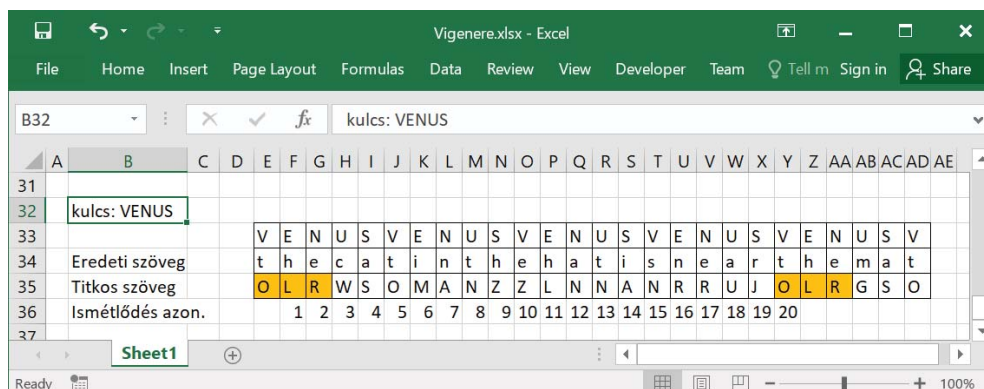 Vigenere.xlsx - Excel
File Home Insert Page Layout Formulas Data Review View Developer Team Tell m Sign in Share
B32 fx kulcs: VENUS
A B C D E F G H I J K L M N O P Q R S T U V W X Y Z AA AB AC AD AE
31
32 kulcs: VENUS
33 V E N U S V E N U S V E N U S V E N U S V E N U S V
34 Eredeti szöveg t h e c a t i n t h e h a t i s n e a r t h e m a t
35 Titkos szöveg O L R W S O M A N Z Z L N N A N R R U J O L R G S O
36 Ismétlődés azon. 1 2 3 4 5 6 7 8 9 10 11 12 13 14 15 16 17 18 19 20
37
Sheet1
Ready 100%